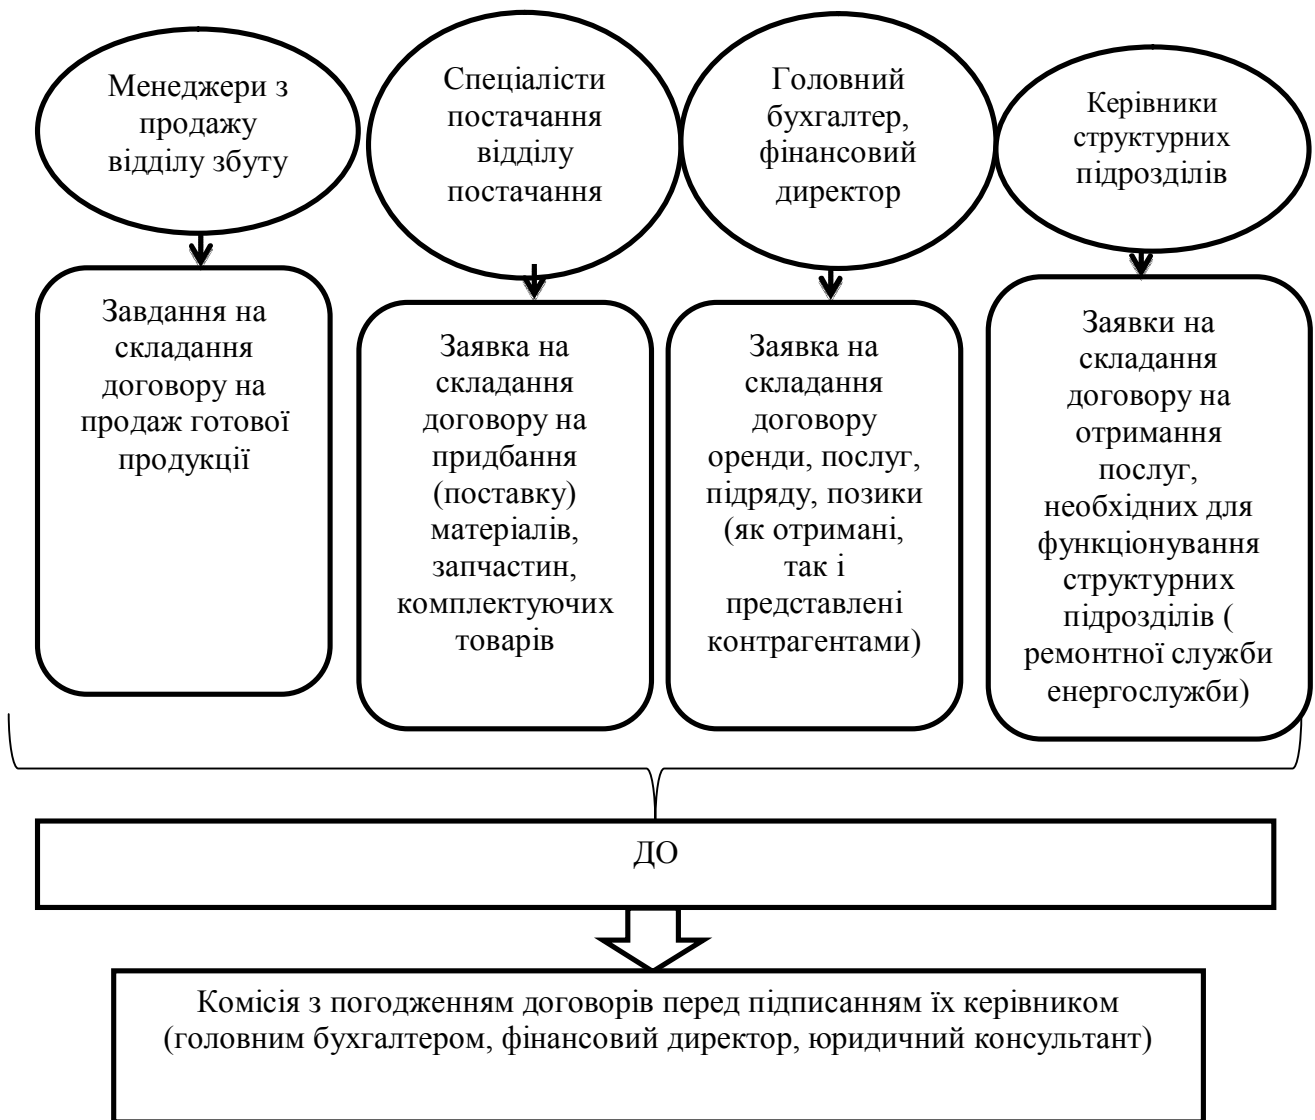 Менеджери з
продажу
відділу збуту
Спеціалісти
постачання
відділу
постачання
Головний
бухгалтер,
фінансовий
директор
Керівники
структурних
підрозділів
Завдання на
складання
договору на
продаж готової
продукції
Заявка на
складання
договору на
придбання
(поставку)
матеріалів,
запчастин,
комплектуючих
товарів
Заявка на
складання
договору
оренди, послуг,
підряду, позики
(як отримані,
так і
представлені
контрагентами)
Заявки на
складання
договору на
отримання
послуг,
необхідних для
функціонування
структурних
підрозділів (
ремонтної служби
енергослужби)
ДО
Комісія з погодженням договорів перед підписанням їх керівником
(головним бухгалтером, фінансовий директор, юридичний консультант)